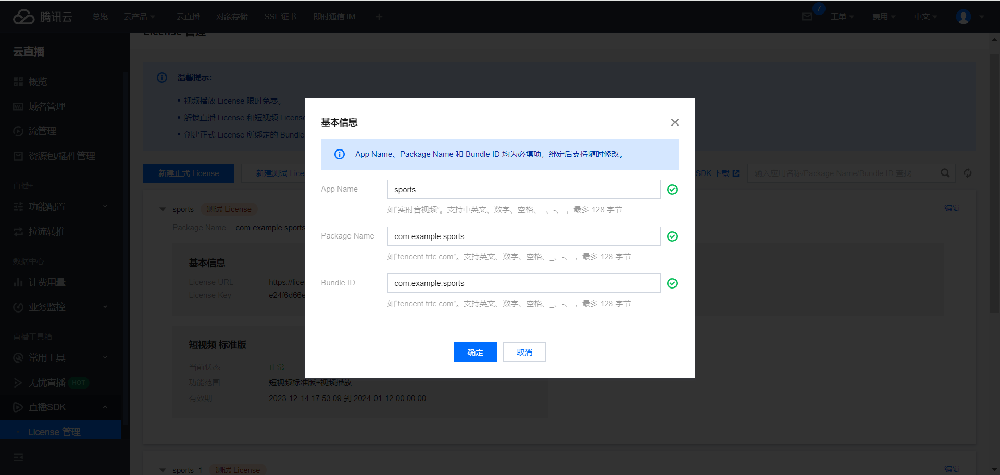 腾讯云 总览 云产品 云直播 对象存储 SSL 证书 即时通信 IM + 7 工单 费用 中文
云直播
概览
域名管理
流管理
资源包/插件管理
直播+
功能配置
拉流转推
数据中心
计费用量
业务监控
直播工具箱
常用工具
无忧直播 HOT
直播SDK
License 管理
License 管理
温馨提示：
• 视频播放 License 限时免费。
• 解锁直播 License 和短视频 License
• 创建正式 License 所绑定的 Bundle
新建正式 License 新建测试 Lice SDK 下载 输入应用名称/Package Name/Bundle ID 查找
sports 测试 License 编辑
Package Name com.example.sports
基本信息
License URL https://lice
License Key e24f6d66e
短视频 标准版
当前状态 正常
功能范围 短视频标准版+视频播放
有效期 2023-12-14 17:53:09 到 2024-01-12 00:00:00
sports_1 测试 License 编辑
基本信息
App Name、Package Name 和 Bundle ID 均为必填项，绑定后支持随时修改。
App Name sports
如“实时音视频”。支持中英文、数字、空格、_、-、.，最多 128 字节
Package Name com.example.sports
如“tencent.trtc.com”。支持英文、数字、空格、_、-、.，最多 128 字节
Bundle ID com.example.sports
如“tencent.trtc.com”。支持英文、数字、空格、_、-、.，最多 128 字节
确定 取消